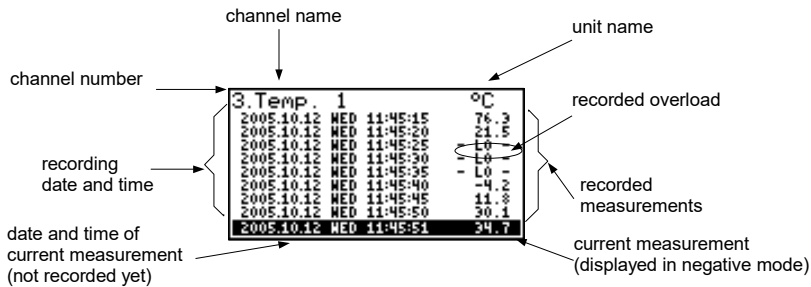 channel name
unit name
channel number
recorded overload
3.Temp. 1 °C
2005.10.12 WED 11:45:15 76.3
2005.10.12 WED 11:45:20 21.5
2005.10.12 WED 11:45:25 - LO -
2005.10.12 WED 11:45:30 - LO -
2005.10.12 WED 11:45:35 - LO -
2005.10.12 WED 11:45:40 -4.2
2005.10.12 WED 11:45:45 11.8
2005.10.12 WED 11:45:50 30.1
2005.10.12 WED 11:45:51 34.7
recording
date and time
recorded
measurements
date and time of
current measurement
(not recorded yet)
current measurement
(displayed in negative mode)